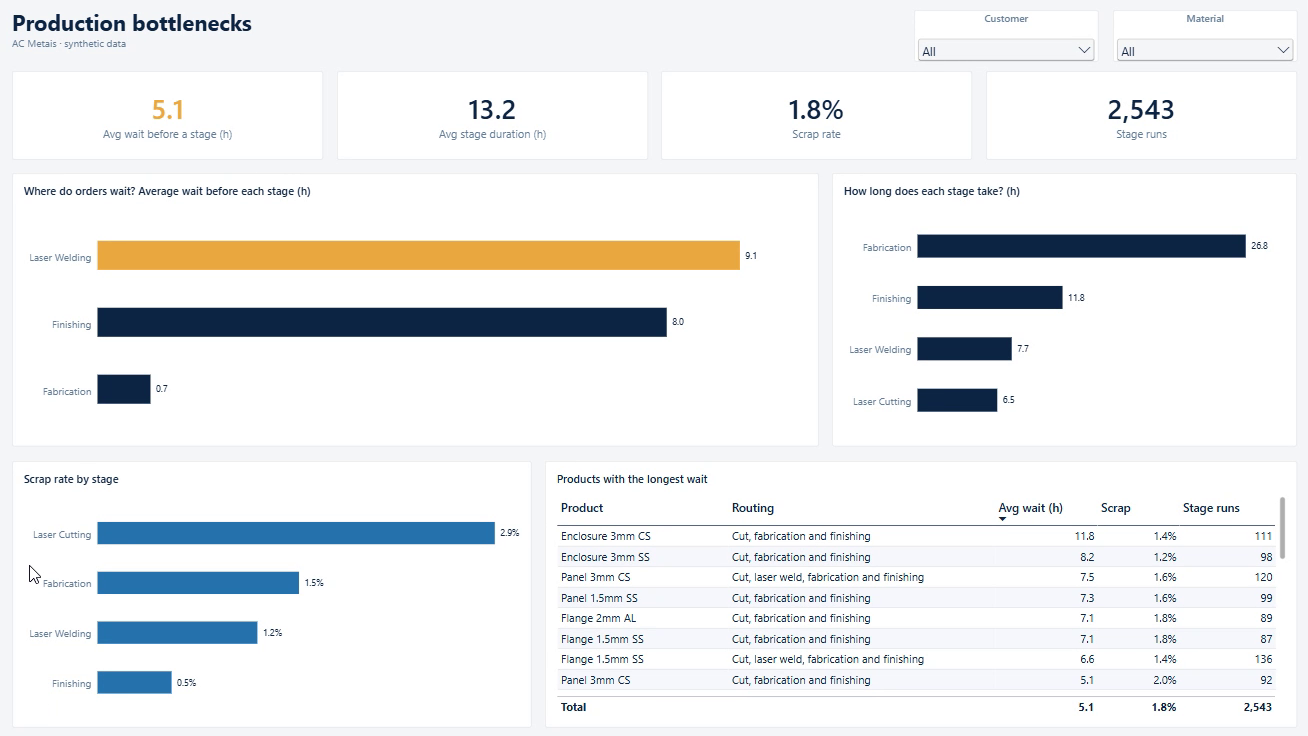 Production bottlenecks
AC Metais · synthetic data
Customer
All
Material
All
5.1
Avg wait before a stage (h)
13.2
Avg stage duration (h)
1.8%
Scrap rate
2,543
Stage runs
Where do orders wait? Average wait before each stage (h)
Laser Welding 9.1
Finishing 8.0
Fabrication 0.7
How long does each stage take? (h)
Fabrication 26.8
Finishing 11.8
Laser Welding 7.7
Laser Cutting 6.5
Scrap rate by stage
Laser Cutting 2.9%
Fabrication 1.5%
Laser Welding 1.2%
Finishing 0.5%
Products with the longest wait
Product Routing Avg wait (h) Scrap Stage runs
Enclosure 3mm CS Cut, fabrication and finishing 11.8 1.4% 111
Enclosure 3mm SS Cut, fabrication and finishing 8.2 1.2% 98
Panel 3mm CS Cut, laser weld, fabrication and finishing 7.5 1.6% 120
Panel 1.5mm SS Cut, fabrication and finishing 7.3 1.6% 99
Flange 2mm AL Cut, fabrication and finishing 7.1 1.8% 89
Flange 1.5mm SS Cut, fabrication and finishing 7.1 1.8% 87
Flange 1.5mm SS Cut, laser weld, fabrication and finishing 6.6 1.4% 136
Panel 3mm CS Cut, fabrication and finishing 5.1 2.0% 92
Total 5.1 1.8% 2,543